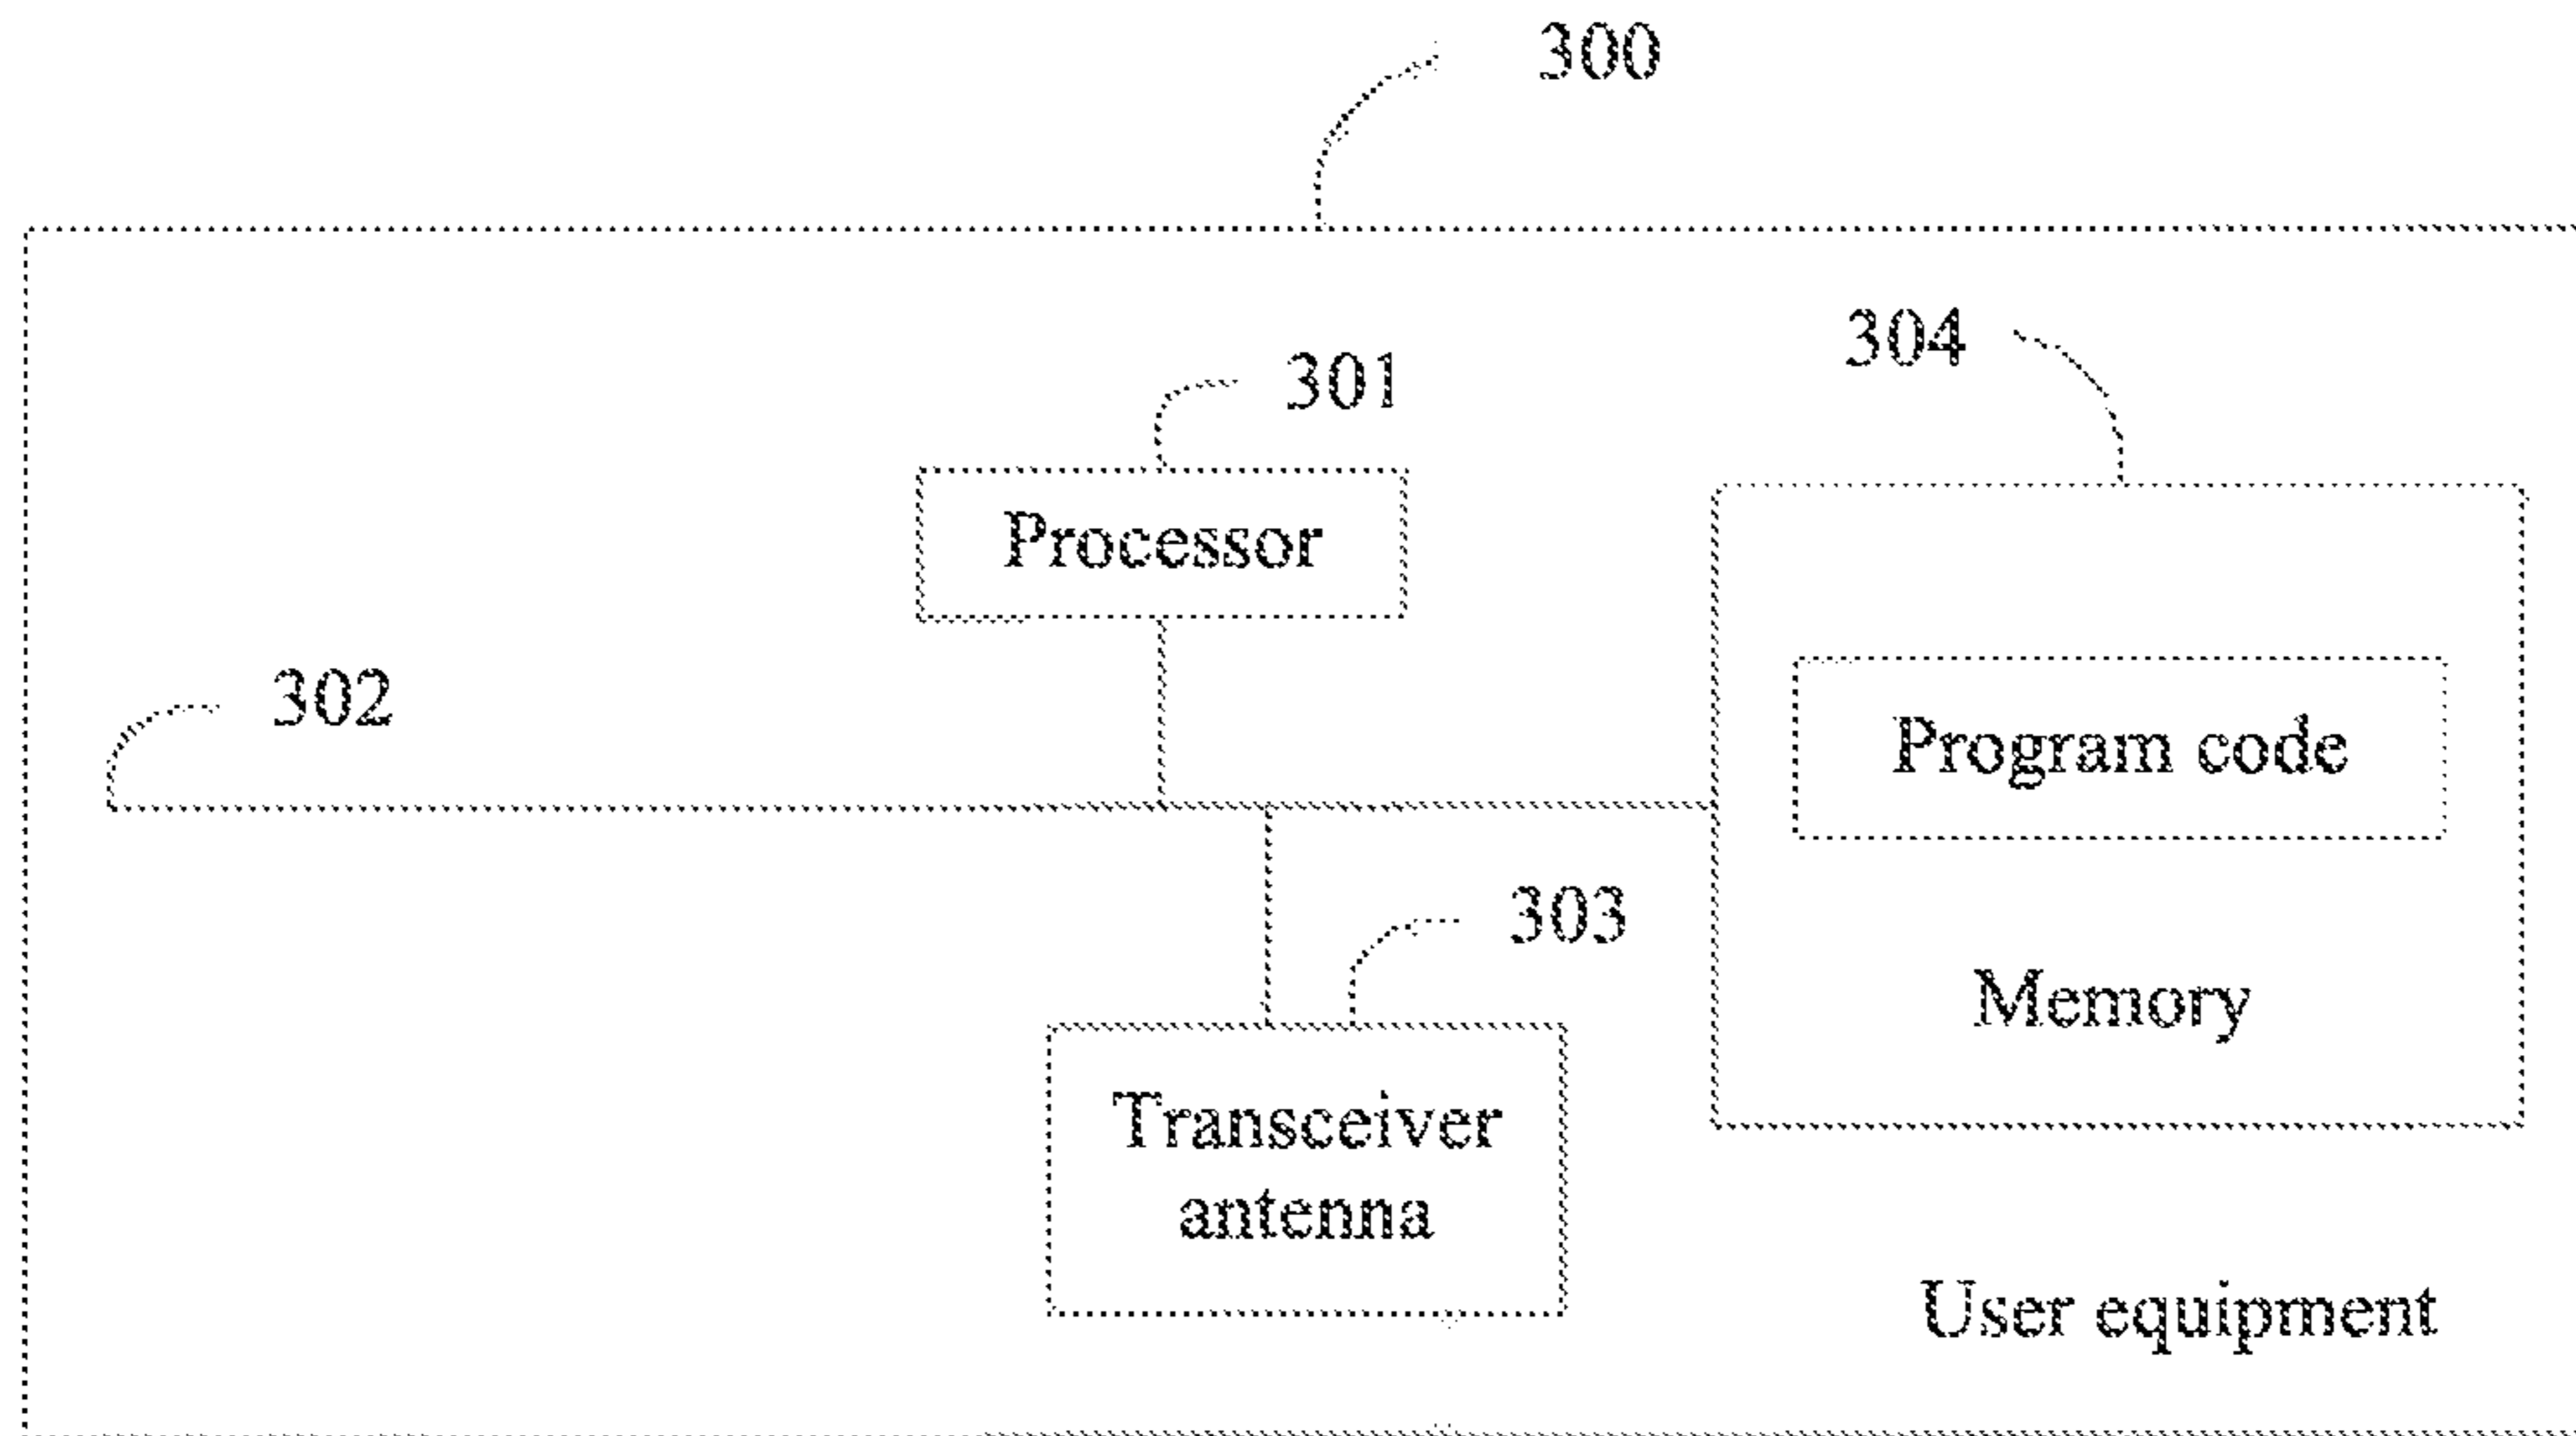 300
304
301
Processor
302
Program code
303
Memory
Transceiver
antenna
User equipment